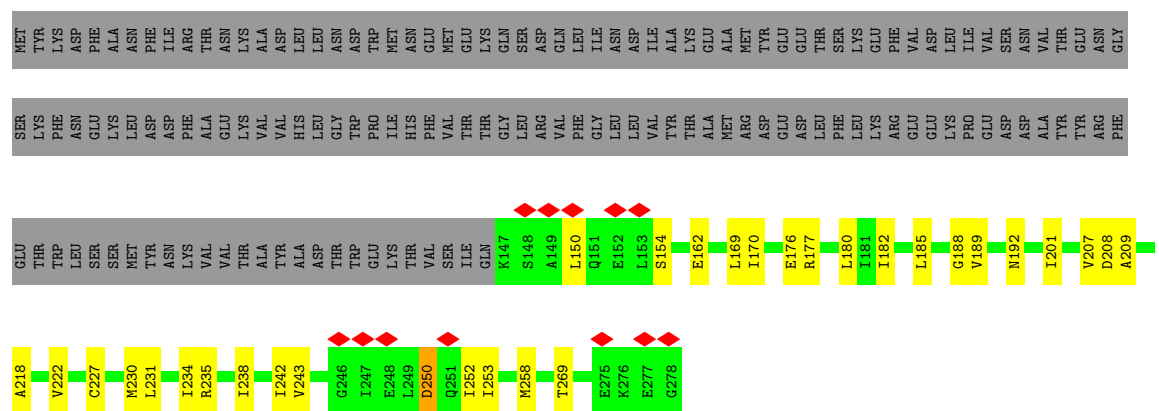 MET TYR LYS ASP PHE ALA ASN PHE ILE ARG THR ASN LYS ALA ASP LEU LEU ASN ASP TRP MET ASN GLU MET GLU LYS GLN SER ASP GLN LEU ILE ASN ASP ILE ALA LYS GLU ALA MET TYR GLU GLU THR SER LYS GLU PHE VAL ASP LEU ILE VAL SER ASN VAL THR GLU ASN GLY
SER LYS PHE ASN GLU LYS LEU ASP ASP PHE ALA GLU LYS VAL VAL HIS LEU GLY TRP PRO ILE HIS PHE VAL THR THR GLY LEU ARG VAL PHE GLY LEU LEU VAL TYR THR ALA MET ARG ASP GLU ASP LEU PHE LEU LYS ARG GLU GLU LYS PRO GLU ASP ASP ALA TYR TYR ARG PHE
GLU THR TRP LEU SER SER MET TYR ASN LYS VAL VAL THR ALA TYR ALA ASP THR TRP GLU LYS THR VAL SER ILE GLN K147 S148 A149 L150 Q151 E152 L153 S154 E162 L169 I170 E176 R177 L180 I181 I182 L185 G188 V189 N192 I201 V207 D208 A209
A218 V222 C227 M230 L231 I234 R235 I238 I242 V243 G246 I247 E248 L249 D250 Q251 I252 I253 M258 T269 E275 K276 E277 G278